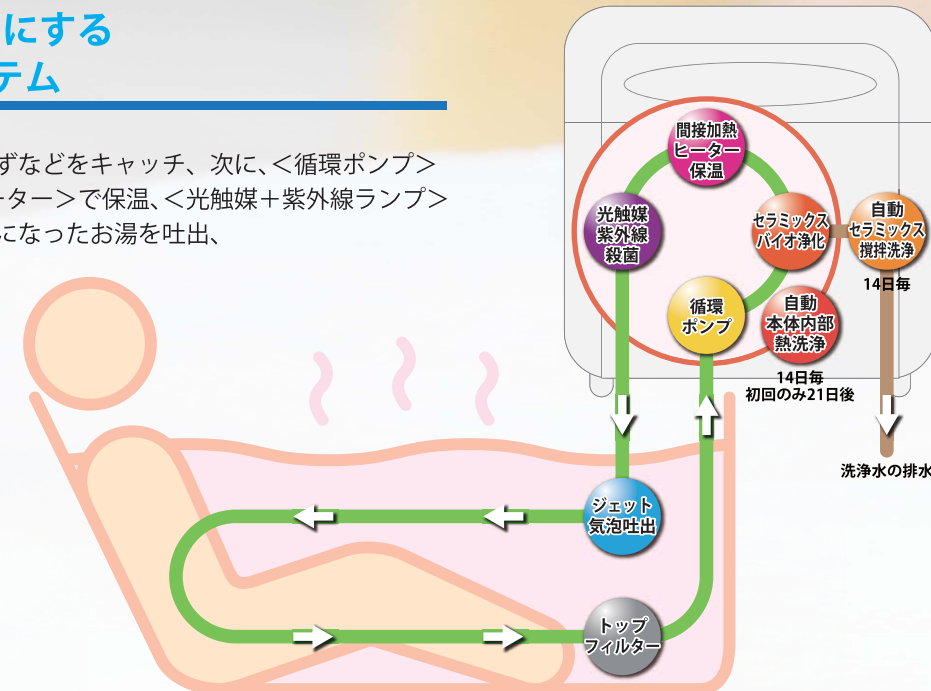 にする
テム
ずなどをキャッチ、次に、＜循環ポンプ＞
ーター＞で保温、＜光触媒＋紫外線ランプ＞
になったお湯を吐出、
間接加熱
ヒーター
保温
光触媒
紫外線
殺菌
セラミックス
バイオ浄化
自動
セラミックス
撹拌洗浄
14日毎
循環
ポンプ
自動
本体内部
熱洗浄
14日毎
初回のみ21日後
洗浄水の排水
ジェット
気泡吐出
トップ
フィルター